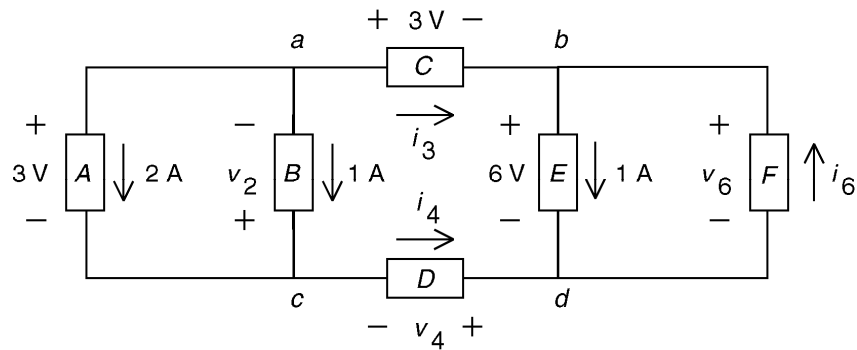 + 3 V −
a
b
C
+
−
+
+
i3
3 V A 2 A
v2 B 1 A
6 V E 1 A
v6 F i6
−
+
−
−
i4
c
D
d
− v4 +